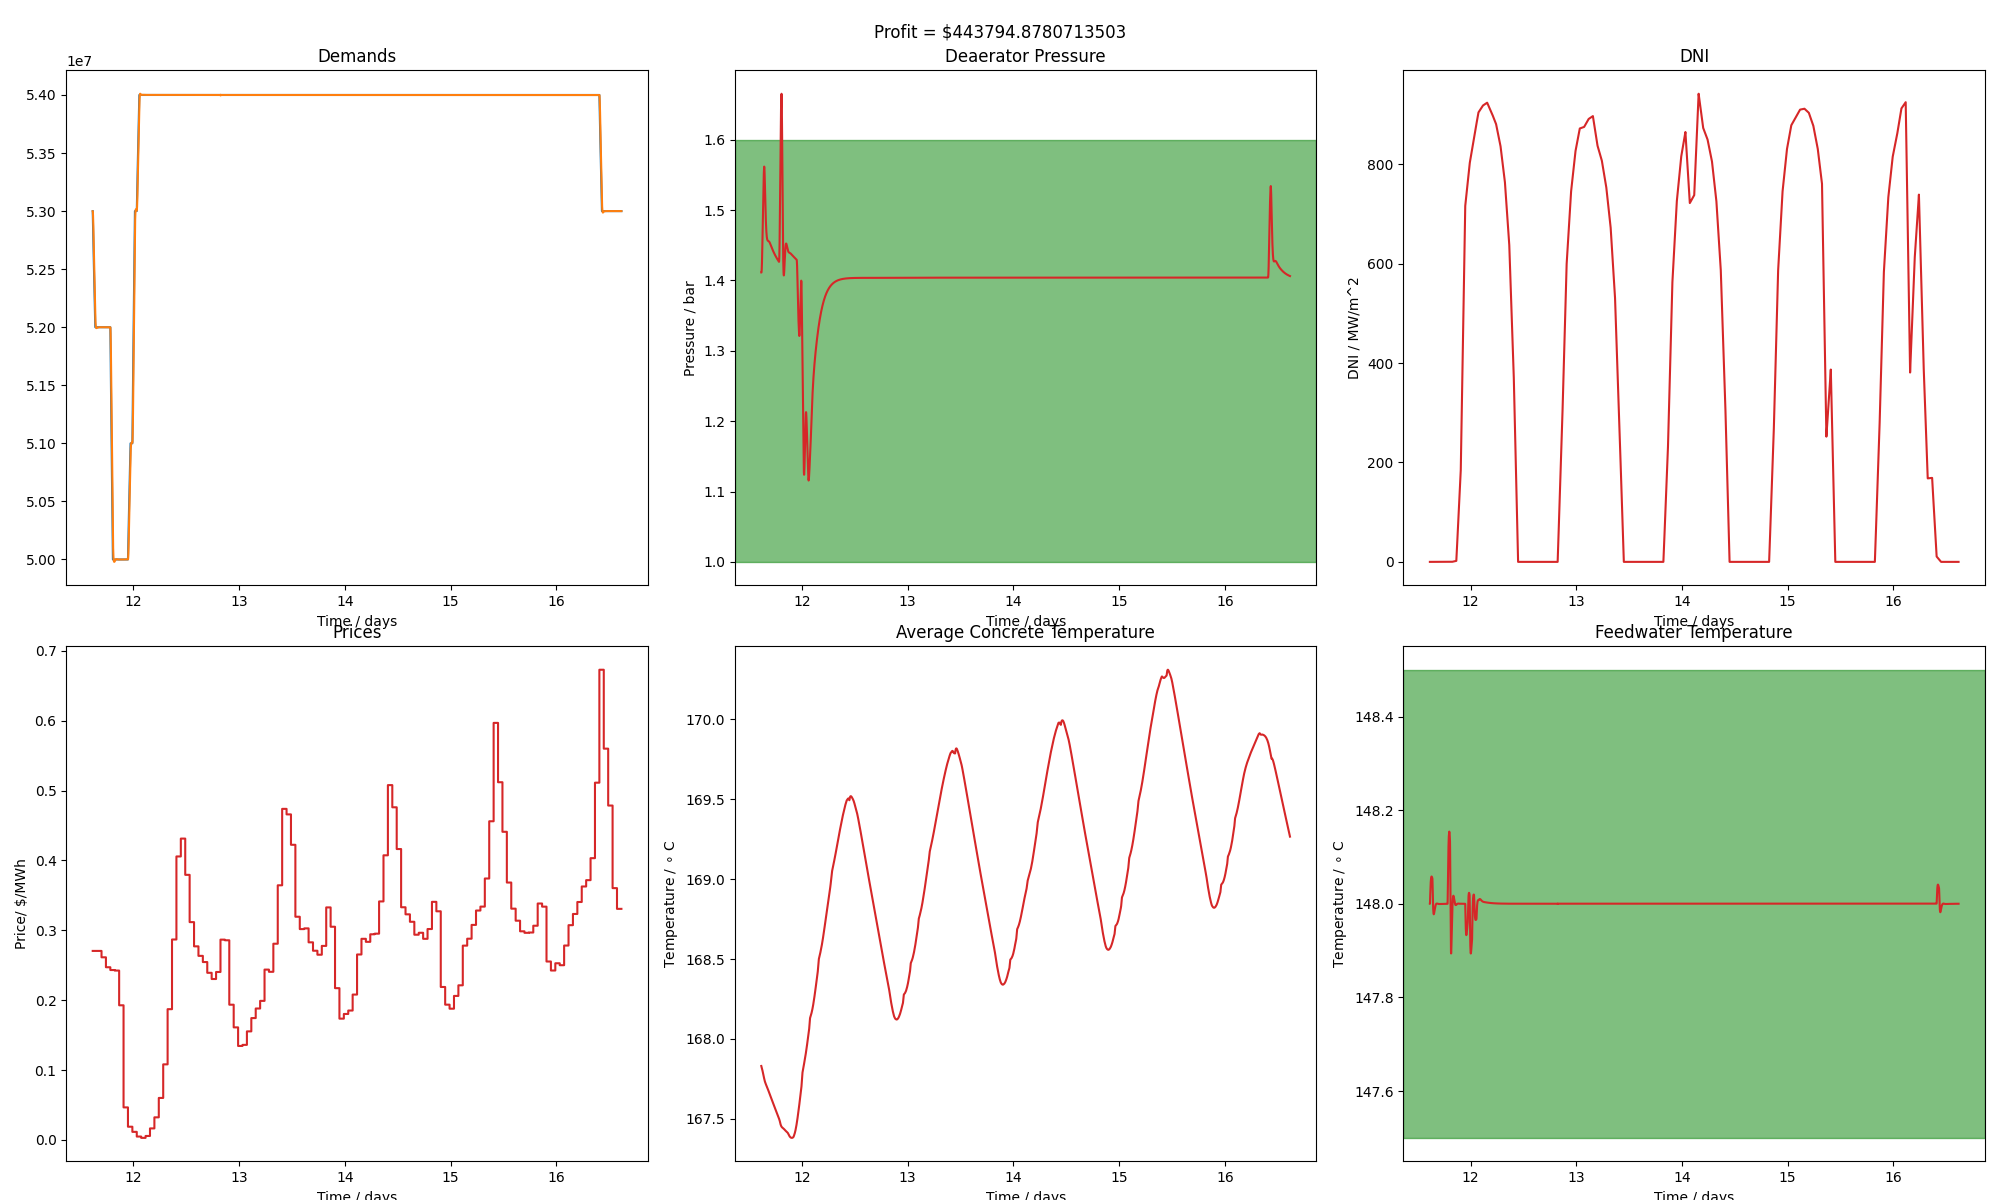 Profit = $443794.8780713503
Demands
1e7
5.40
5.35
5.30
5.25
5.20
5.15
5.10
5.05
5.00
12 13 14 15 16
Time / days
Deaerator Pressure
Pressure / bar
1.6
1.5
1.4
1.3
1.2
1.1
1.0
12 13 14 15 16
Time / days
DNI
DNI / MW/m^2
800
600
400
200
0
12 13 14 15 16
Time / days
Prices
Price/ $/MWh
0.7
0.6
0.5
0.4
0.3
0.2
0.1
0.0
12 13 14 15 16
Time / days
Average Concrete Temperature
Temperature / ∘ C
170.0
169.5
169.0
168.5
168.0
167.5
12 13 14 15 16
Time / days
Feedwater Temperature
Temperature / ∘ C
148.4
148.2
148.0
147.8
147.6
12 13 14 15 16
Time / days